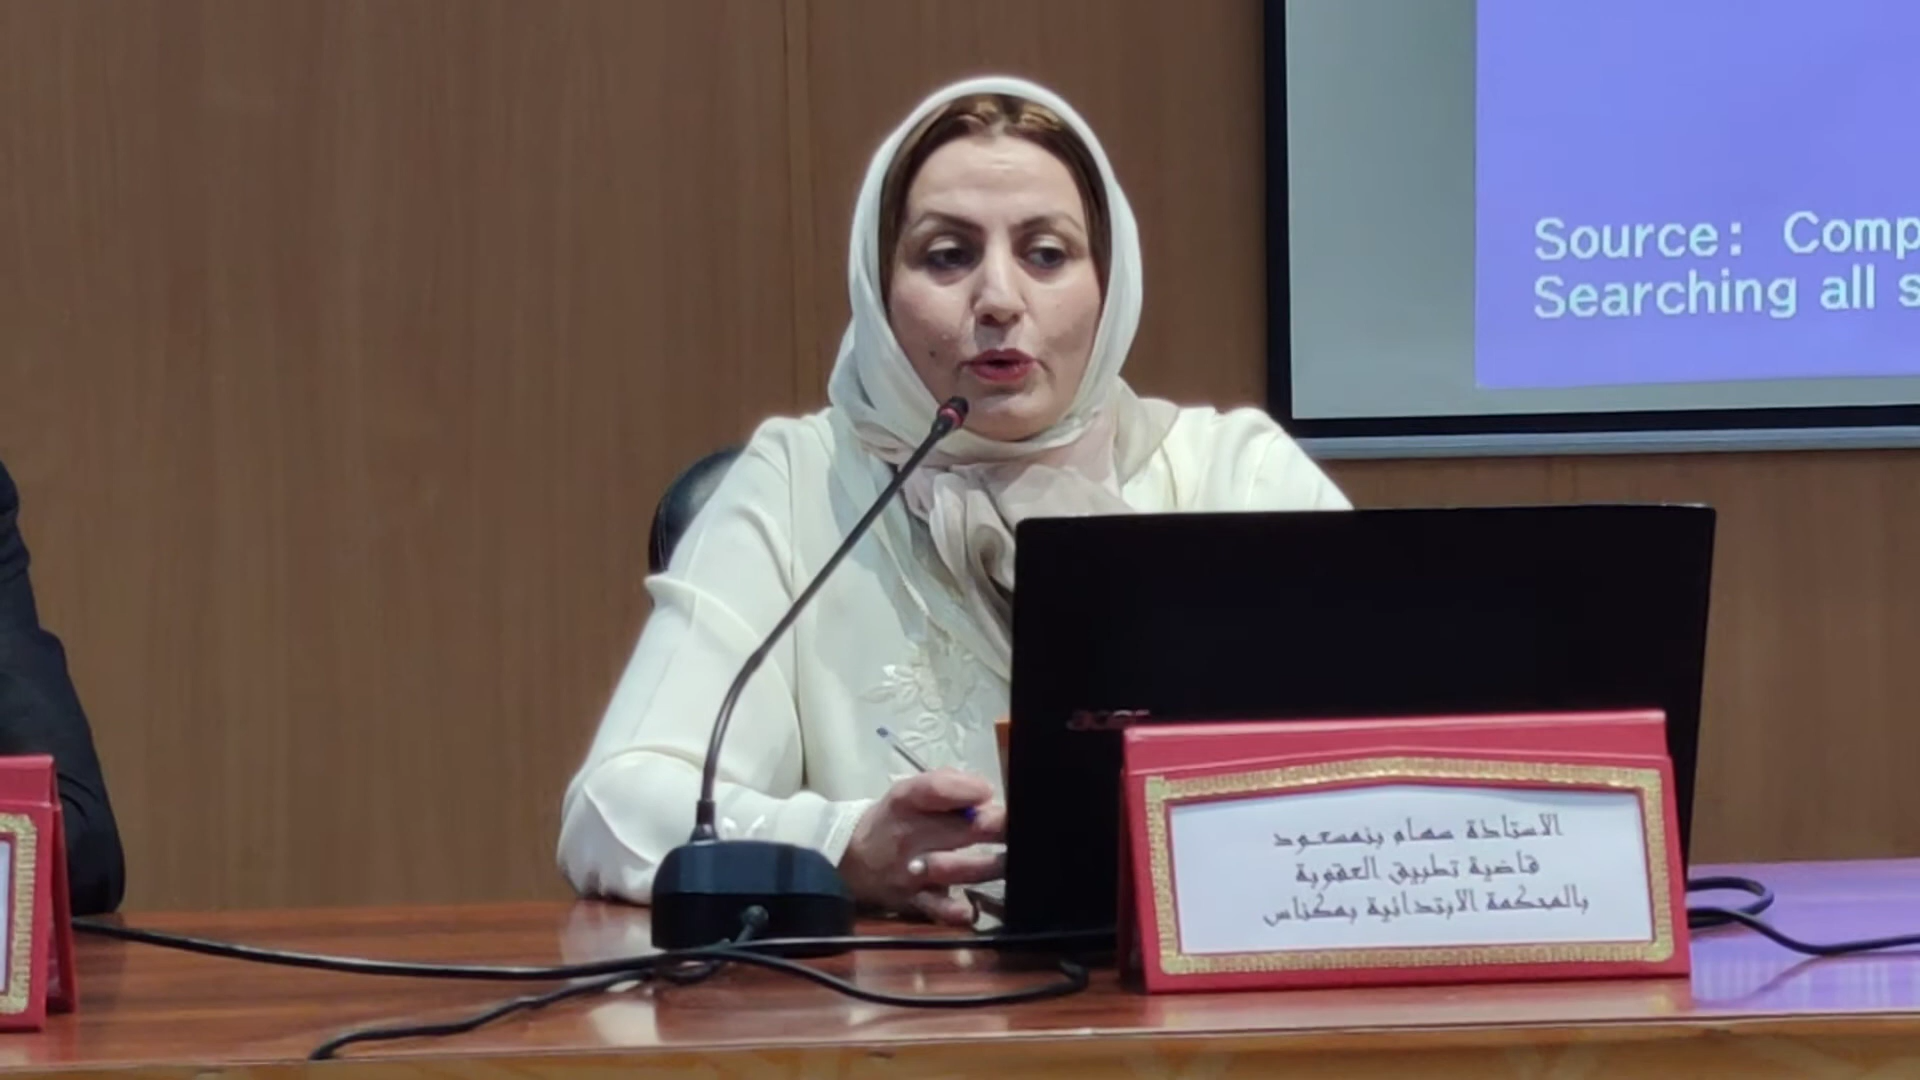 Source: Comp
Searching all s
acer
الاستاذة سهام بنمسعود
قاضية تطبيق العقوبة
بالمحكمة الابتدائية بمكناس